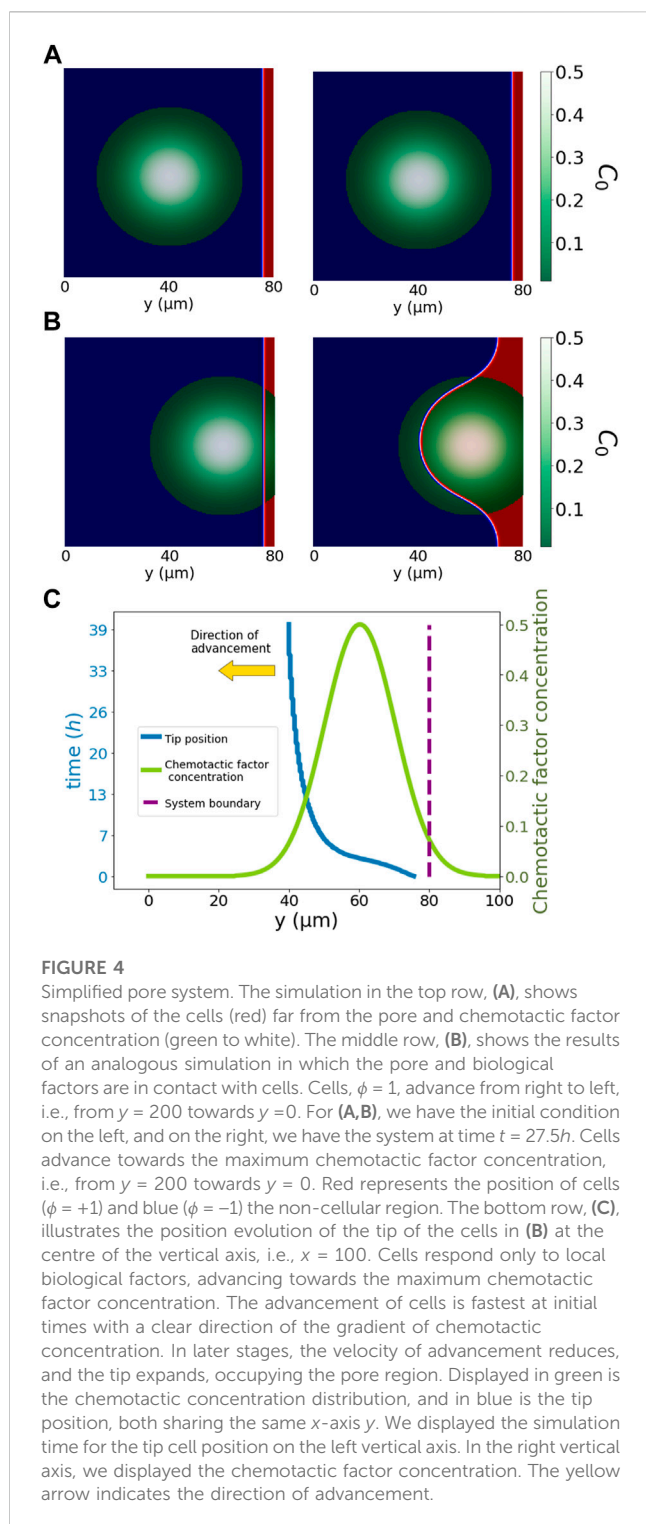 A
0.5
0.4
0.3
0.2
0.1
C₀
0 40 80
y (µm)
0 40 80
y (µm)
B
0.5
0.4
0.3
0.2
0.1
C₀
0 40 80
y (µm)
0 40 80
y (µm)
C
Direction of
advancement
Tip position
Chemotactic factor
concentration
System boundary
time (h)
39
33
26
20
13
7
0
0.5
0.4
0.3
0.2
0.1
0.0
Chemotactic factor concentration
0 20 40 60 80 100
y (µm)
FIGURE 4
Simplified pore system. The simulation in the top row, (A), shows
snapshots of the cells (red) far from the pore and chemotactic factor
concentration (green to white). The middle row, (B), shows the results
of an analogous simulation in which the pore and biological
factors are in contact with cells. Cells, ϕ = 1, advance from right to left,
i.e., from y = 200 towards y =0. For (A,B), we have the initial condition
on the left, and on the right, we have the system at time t = 27.5h. Cells
advance towards the maximum chemotactic factor concentration,
i.e., from y = 200 towards y = 0. Red represents the position of cells
(ϕ = +1) and blue (ϕ = −1) the non-cellular region. The bottom row, (C),
illustrates the position evolution of the tip of the cells in (B) at the
centre of the vertical axis, i.e., x = 100. Cells respond only to local
biological factors, advancing towards the maximum chemotactic
factor concentration. The advancement of cells is fastest at initial
times with a clear direction of the gradient of chemotactic
concentration. In later stages, the velocity of advancement reduces,
and the tip expands, occupying the pore region. Displayed in green is
the chemotactic concentration distribution, and in blue is the tip
position, both sharing the same x-axis y. We displayed the simulation
time for the tip cell position on the left vertical axis. In the right vertical
axis, we displayed the chemotactic factor concentration. The yellow
arrow indicates the direction of advancement.